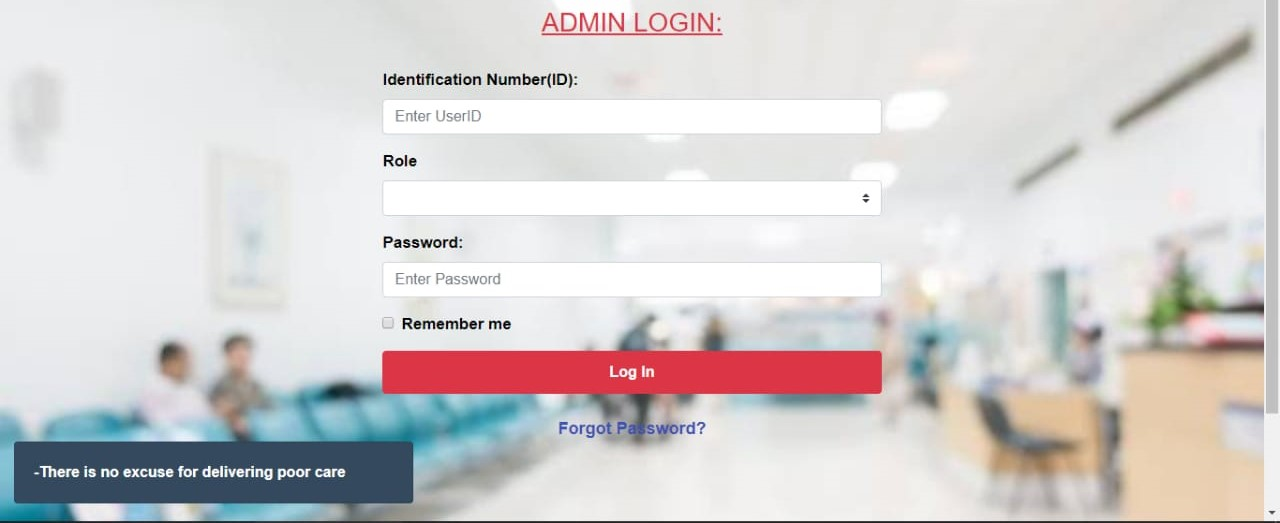 ADMIN LOGIN:
Identification Number(ID):
Enter UserID
Role
Password:
Enter Password
Remember me
Log In
Forgot Password?
-There is no excuse for delivering poor care